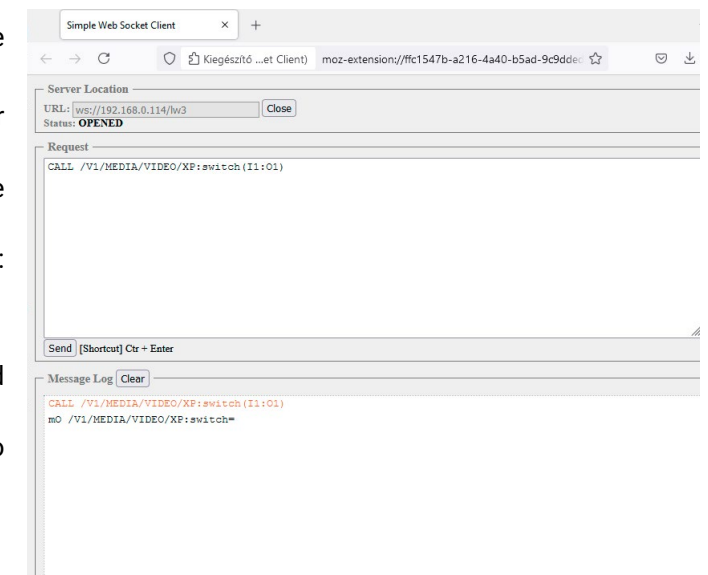 Simple Web Socket Client
Kiegészítő ...et Client) moz-extension://ffc1547b-a216-4a40-b5ad-9c9dded
Server Location
URL: ws://192.168.0.114/lw3 Close
Status: OPENED
Request
CALL /V1/MEDIA/VIDEO/XP:switch(I1:O1)
Send [Shortcut] Ctr + Enter
Message Log Clear
CALL /V1/MEDIA/VIDEO/XP:switch(I1:O1)
mO /V1/MEDIA/VIDEO/XP:switch=